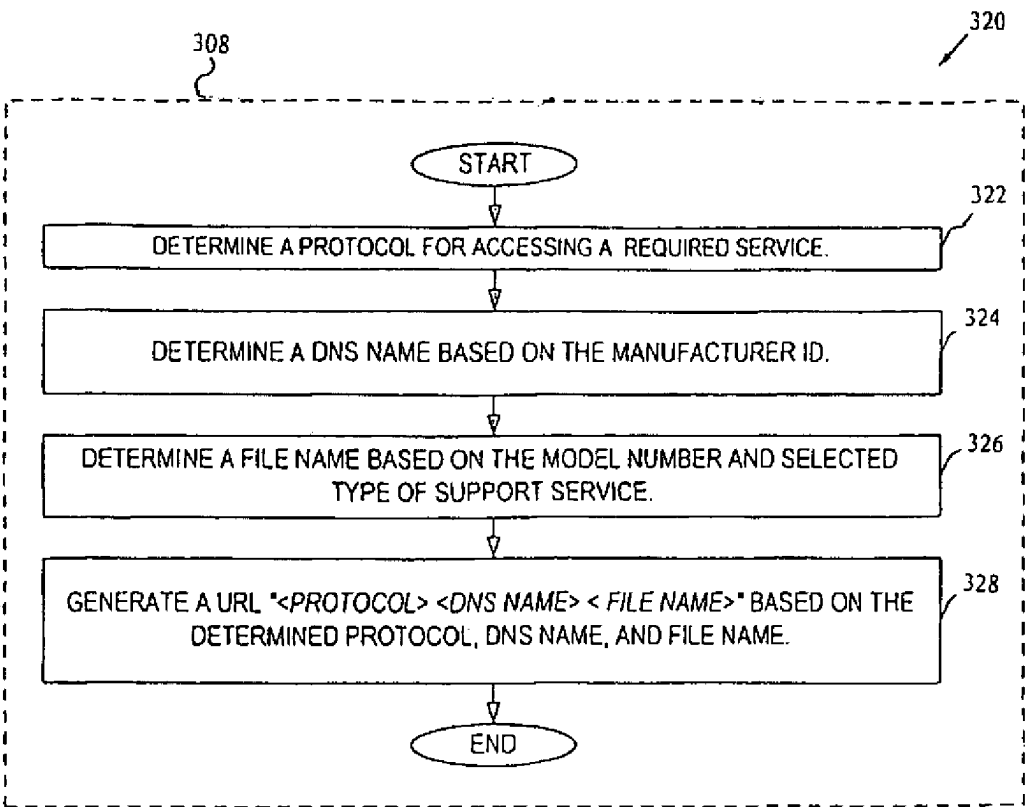 320
308
START
322
DETERMINE A PROTOCOL FOR ACCESSING A REQUIRED SERVICE.
324
DETERMINE A DNS NAME BASED ON THE MANUFACTURER ID.
326
DETERMINE A FILE NAME BASED ON THE MODEL NUMBER AND SELECTED
TYPE OF SUPPORT SERVICE.
328
GENERATE A URL "<PROTOCOL> <DNS NAME> < FILE NAME>" BASED ON THE
DETERMINED PROTOCOL, DNS NAME, AND FILE NAME.
END